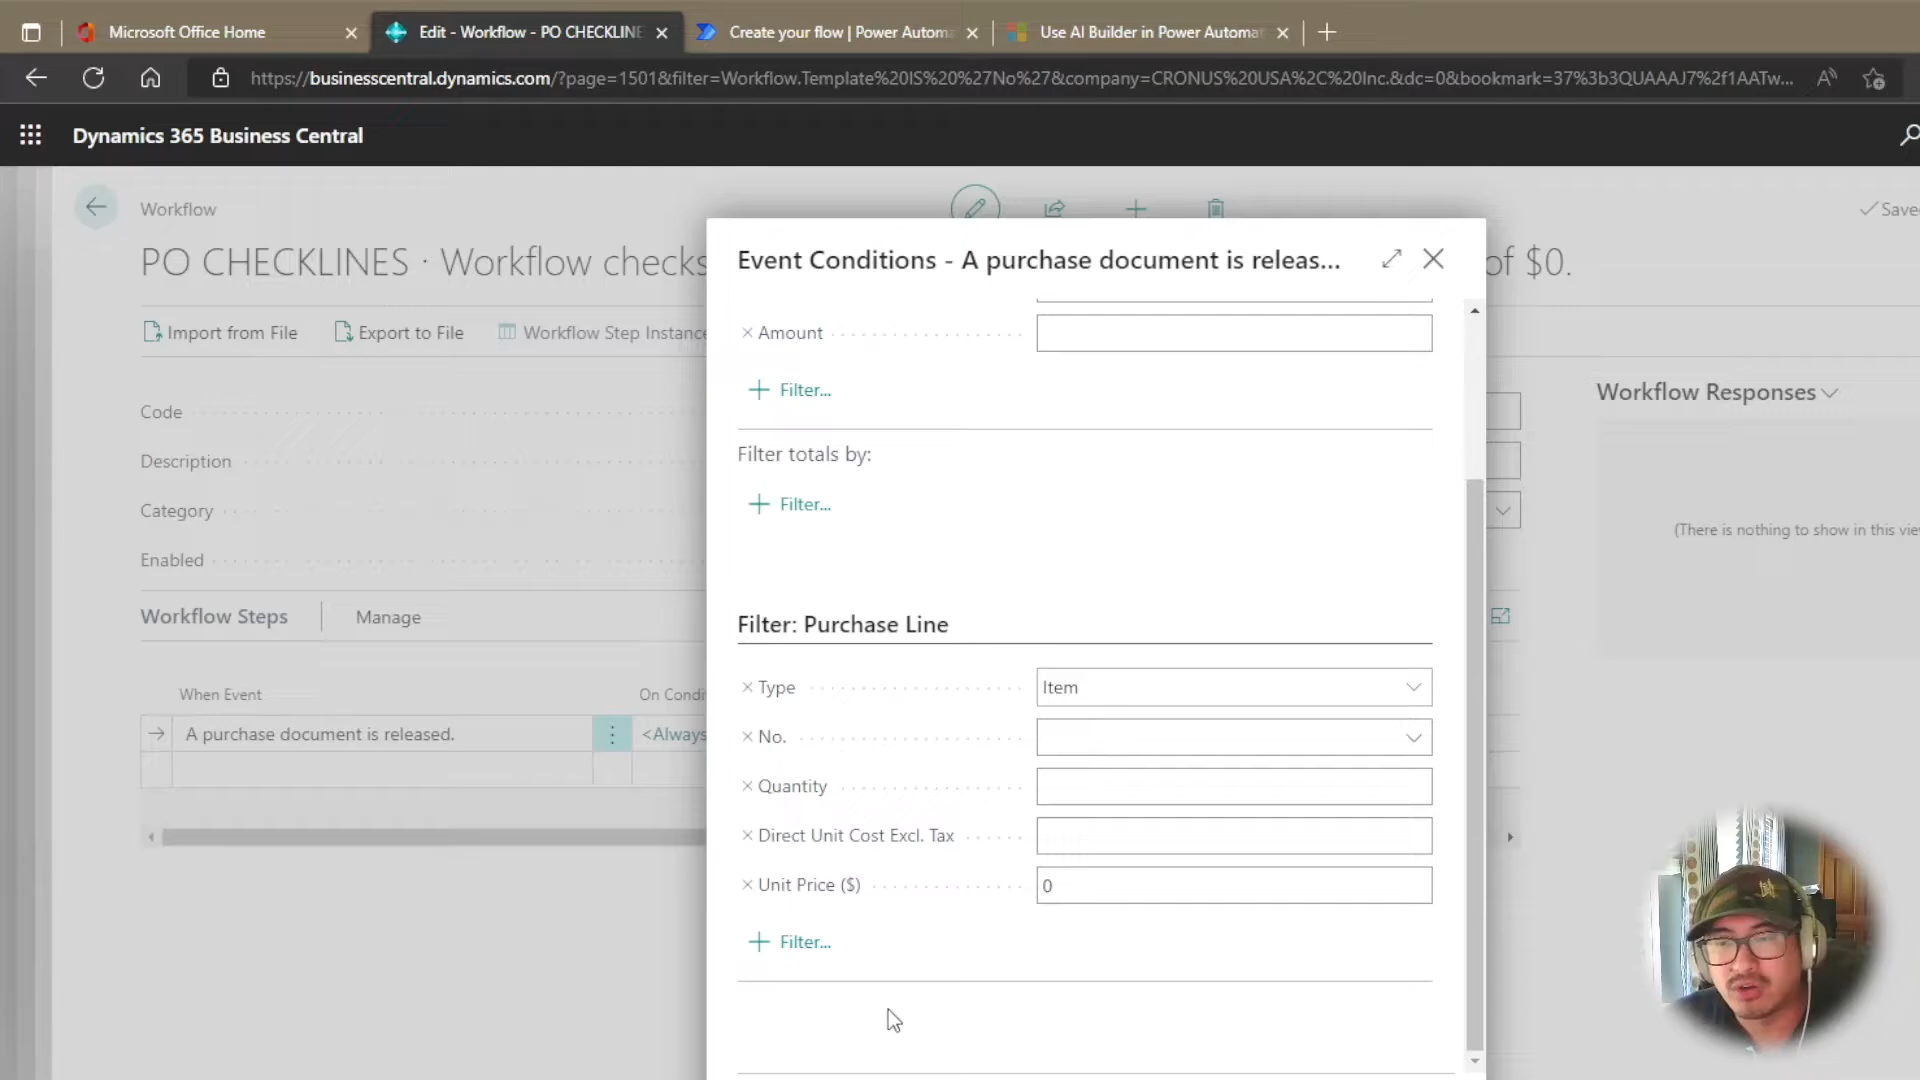 Microsoft Office Home
Edit - Workflow - PO CHECKLINE
Create your flow | Power Automa
Use AI Builder in Power Automat
https://businesscentral.dynamics.com/?page=1501&filter=Workflow.Template%20IS%20%27No%27&company=CRONUS%20USA%2C%20Inc.&dc=0&bookmark=37%3b3QUAAAJ7%2f1AATw...
Dynamics 365 Business Central
Workflow
Save
PO CHECKLINES · Workflow checks
of $0.
Import from File
Export to File
Workflow Step Instance
Code
Description
Category
Enabled
Workflow Steps
Manage
When Event
On Condi
A purchase document is released.
<Always
Event Conditions - A purchase document is releas...
Amount
Filter...
Filter totals by:
Filter...
Filter: Purchase Line
Type
Item
No.
Quantity
Direct Unit Cost Excl. Tax
Unit Price ($)
0
Filter...
Workflow Responses
(There is nothing to show in this vie